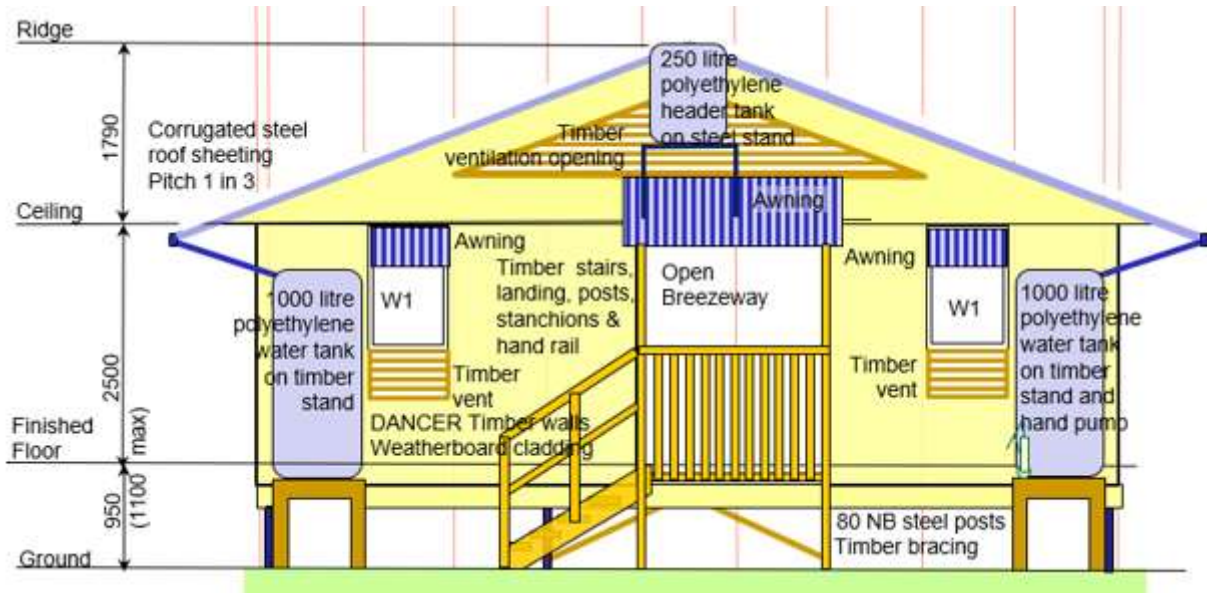 Ridge
1790
Corrugated steel
roof sheeting
Pitch 1 in 3
Ceiling
250 litre
polyethylene
header tank
on steel stand
Timber
ventilation opening
Awning
Awning
W1
Timber stairs,
landing, posts,
stanchions &
hand rail
Open
Breezeway
Awning
W1
1000 litre
polyethylene
water tank
on timber
stand
Timber
vent
DANCER Timber walls
Weatherboard cladding
Timber
vent
1000 litre
polyethylene
water tank
on timber
stand and
hand pump
2500
Finished
Floor
950
(1100 max)
80 NB steel posts
Timber bracing
Ground